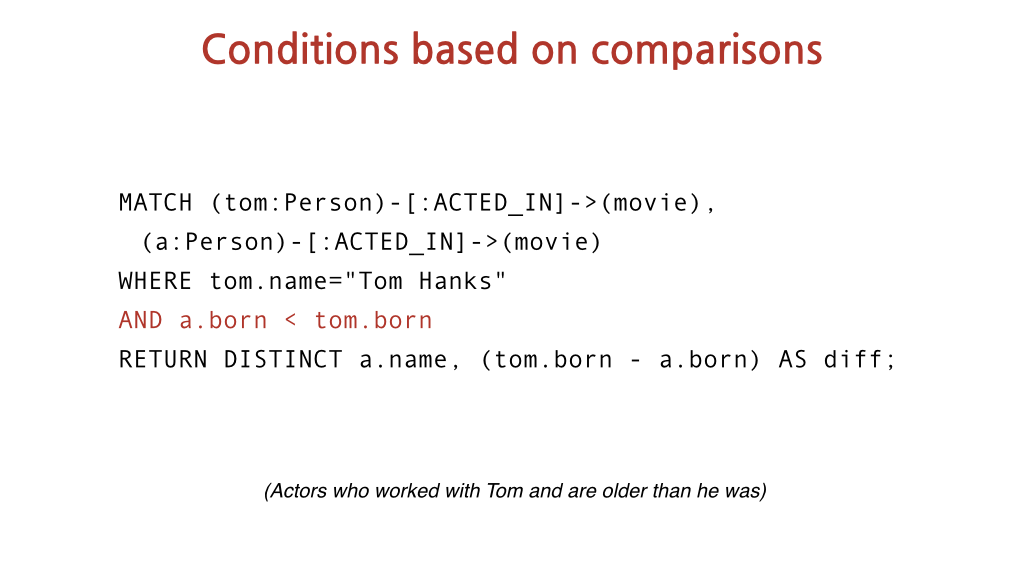 Conditions based on comparisons
MATCH (tom:Person)-[:ACTED_IN]->(movie),
(a:Person)-[:ACTED_IN]->(movie)
WHERE tom.name="Tom Hanks"
AND a.born < tom.born
RETURN DISTINCT a.name, (tom.born - a.born) AS diff;
(Actors who worked with Tom and are older than he was)